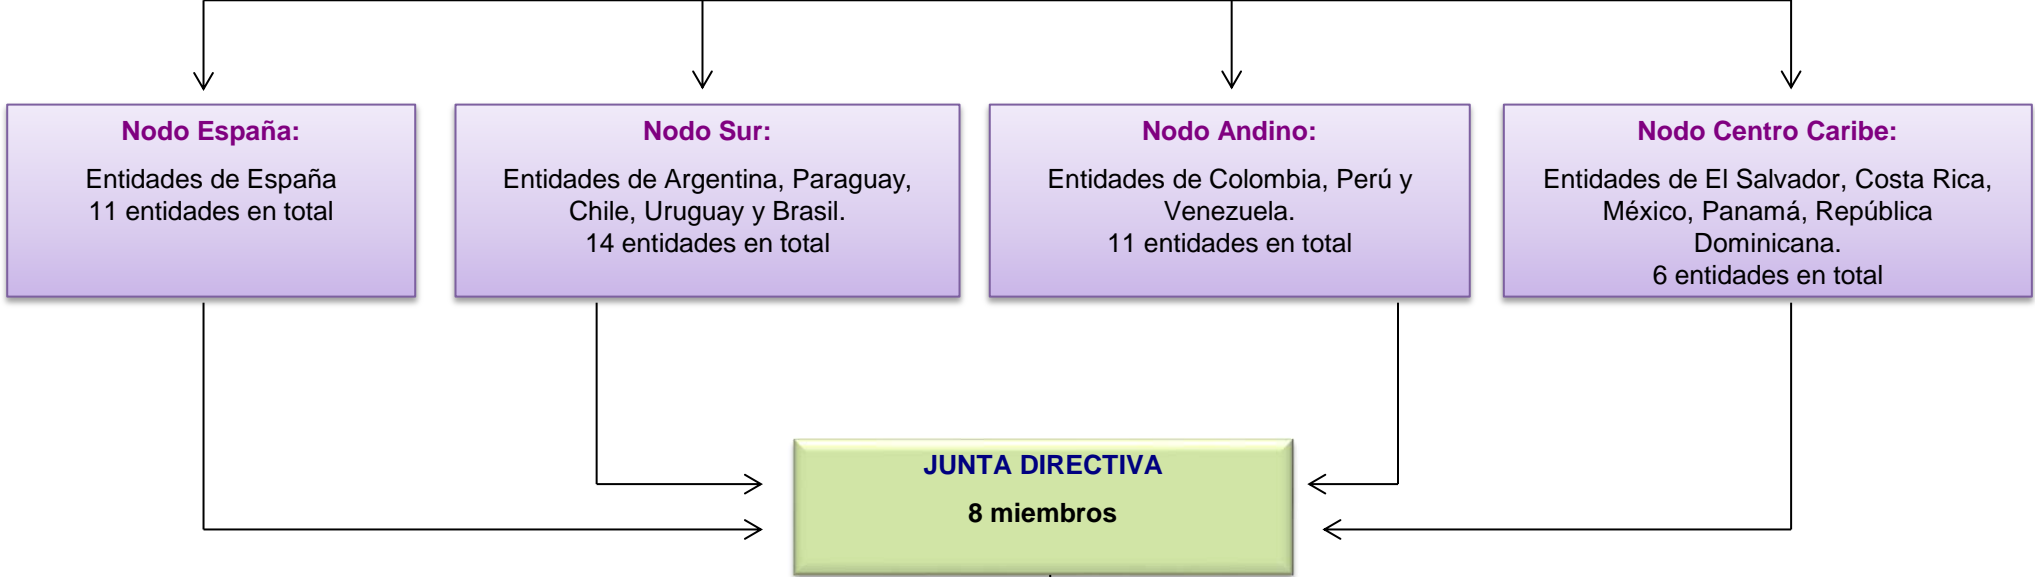 Nodo España:
Entidades de España
11 entidades en total
Nodo Sur:
Entidades de Argentina, Paraguay,
Chile, Uruguay y Brasil.
14 entidades en total
Nodo Andino:
Entidades de Colombia, Perú y
Venezuela.
11 entidades en total
Nodo Centro Caribe:
Entidades de El Salvador, Costa Rica,
México, Panamá, República
Dominicana.
6 entidades en total
JUNTA DIRECTIVA
8 miembros